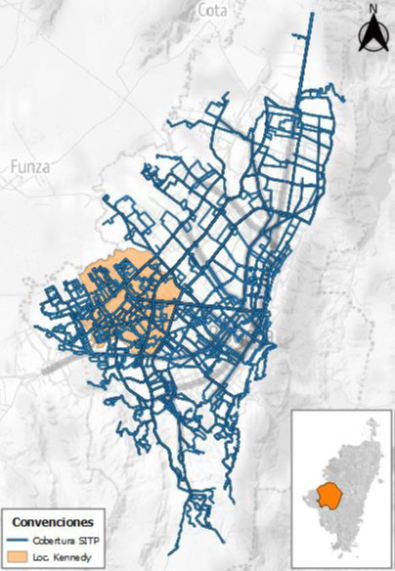 Cota
N
Funza
Convenciones
Cobertura SITP
Loc. Kennedy